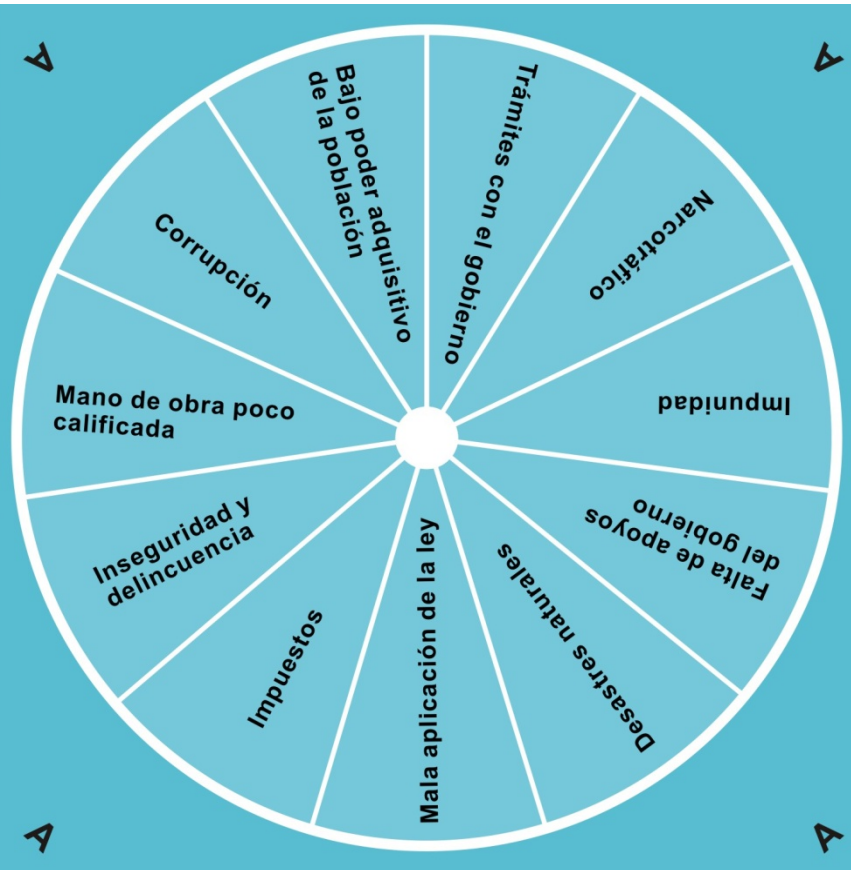 A
A
Bajo poder adquisitivo
de la población
Trámites con el gobierno
Narcotráfico
Impunidad
Falta de apoyos
del gobierno
Desastres naturales
Mala aplicación de la ley
Impuestos
Inseguridad y
delincuencia
Mano de obra poco
calificada
Corrupción
A
A